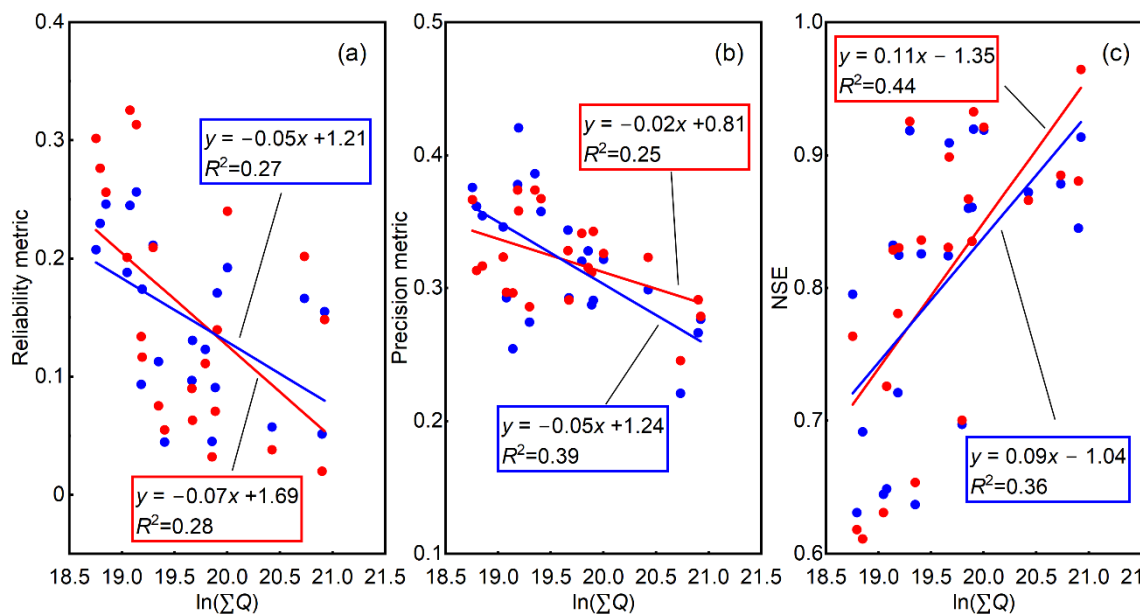 (a)
Reliability metric
0.4
0.3
0.2
0.1
0
y = −0.05x +1.21
R²=0.27
y = −0.07x +1.69
R²=0.28
18.5 19.0 19.5 20.0 20.5 21.0 21.5
ln(∑Q)
(b)
Precision metric
0.5
0.4
0.3
0.2
0.1
y = −0.02x +0.81
R²=0.25
y = −0.05x +1.24
R²=0.39
18.5 19.0 19.5 20.0 20.5 21.0 21.5
ln(∑Q)
(c)
NSE
1.0
0.9
0.8
0.7
0.6
y = 0.11x − 1.35
R²=0.44
y = 0.09x − 1.04
R²=0.36
18.5 19.0 19.5 20.0 20.5 21.0 21.5
ln(∑Q)